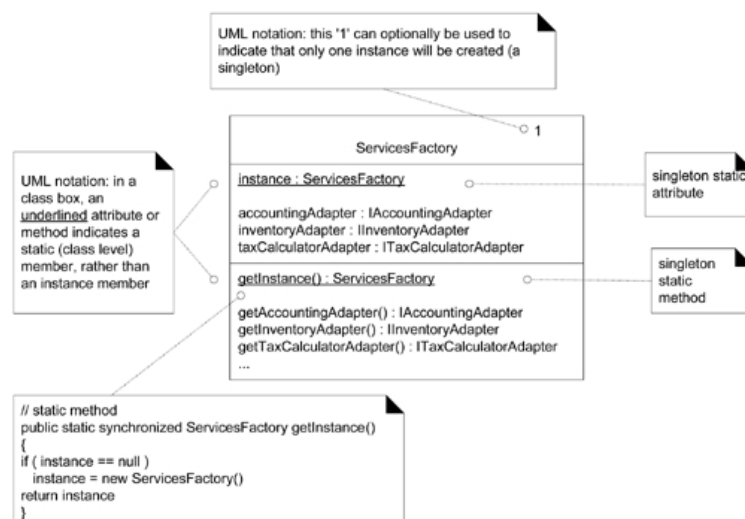 UML notation: this '1' can optionally be used to
indicate that only one instance will be created (a
singleton)
1
ServicesFactory
UML notation: in a
class box, an
underlined attribute or
method indicates a
static (class level)
member, rather than
an instance member
instance : ServicesFactory
accountingAdapter : IAccountingAdapter
inventoryAdapter : IInventoryAdapter
taxCalculatorAdapter : ITaxCalculatorAdapter
singleton static
attribute
getInstance() : ServicesFactory
getAccountingAdapter() : IAccountingAdapter
getInventoryAdapter() : IInventoryAdapter
getTaxCalculatorAdapter() : ITaxCalculatorAdapter
...
singleton
static
method
// static method
public static synchronized ServicesFactory getInstance()
{
if ( instance == null )
instance = new ServicesFactory()
return instance
}